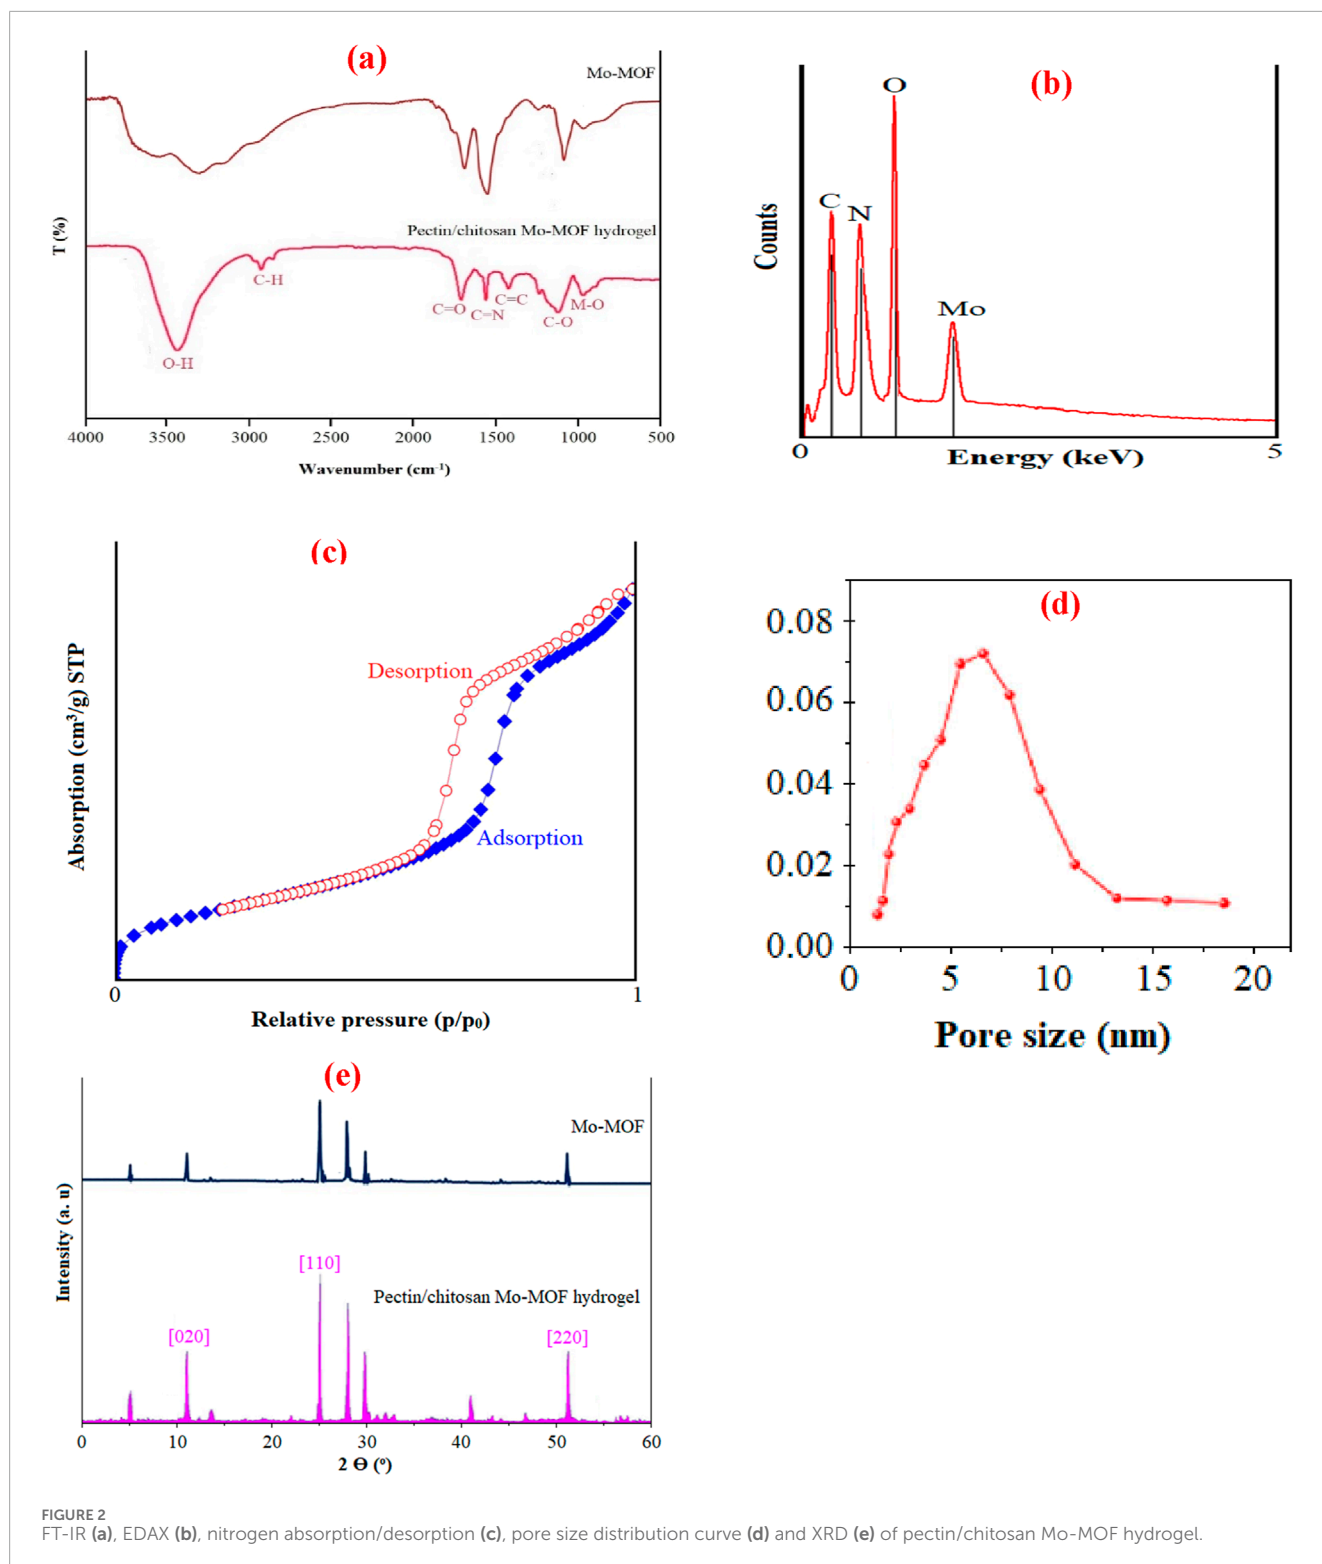 (a)
Mo-MOF
Pectin/chitosan Mo-MOF hydrogel
T (%)
C-H
C=O
C=N
C=C
C-O
M-O
O-H
4000 3500 3000 2500 2000 1500 1000 500
Wavenumber (cm⁻¹)
(b)
O
C
N
Mo
Counts
0 5
Energy (keV)
(c)
Desorption
Adsorption
Absorption (cm³/g) STP
0 1
Relative pressure (p/p₀)
(d)
0.08
0.06
0.04
0.02
0.00
0 5 10 15 20
Pore size (nm)
(e)
Mo-MOF
[110]
Pectin/chitosan Mo-MOF hydrogel
[020]
[220]
Intensity (a. u)
0 10 20 30 40 50 60
2 Θ (°)
FIGURE 2
FT-IR (a), EDAX (b), nitrogen absorption/desorption (c), pore size distribution curve (d) and XRD (e) of pectin/chitosan Mo-MOF hydrogel.